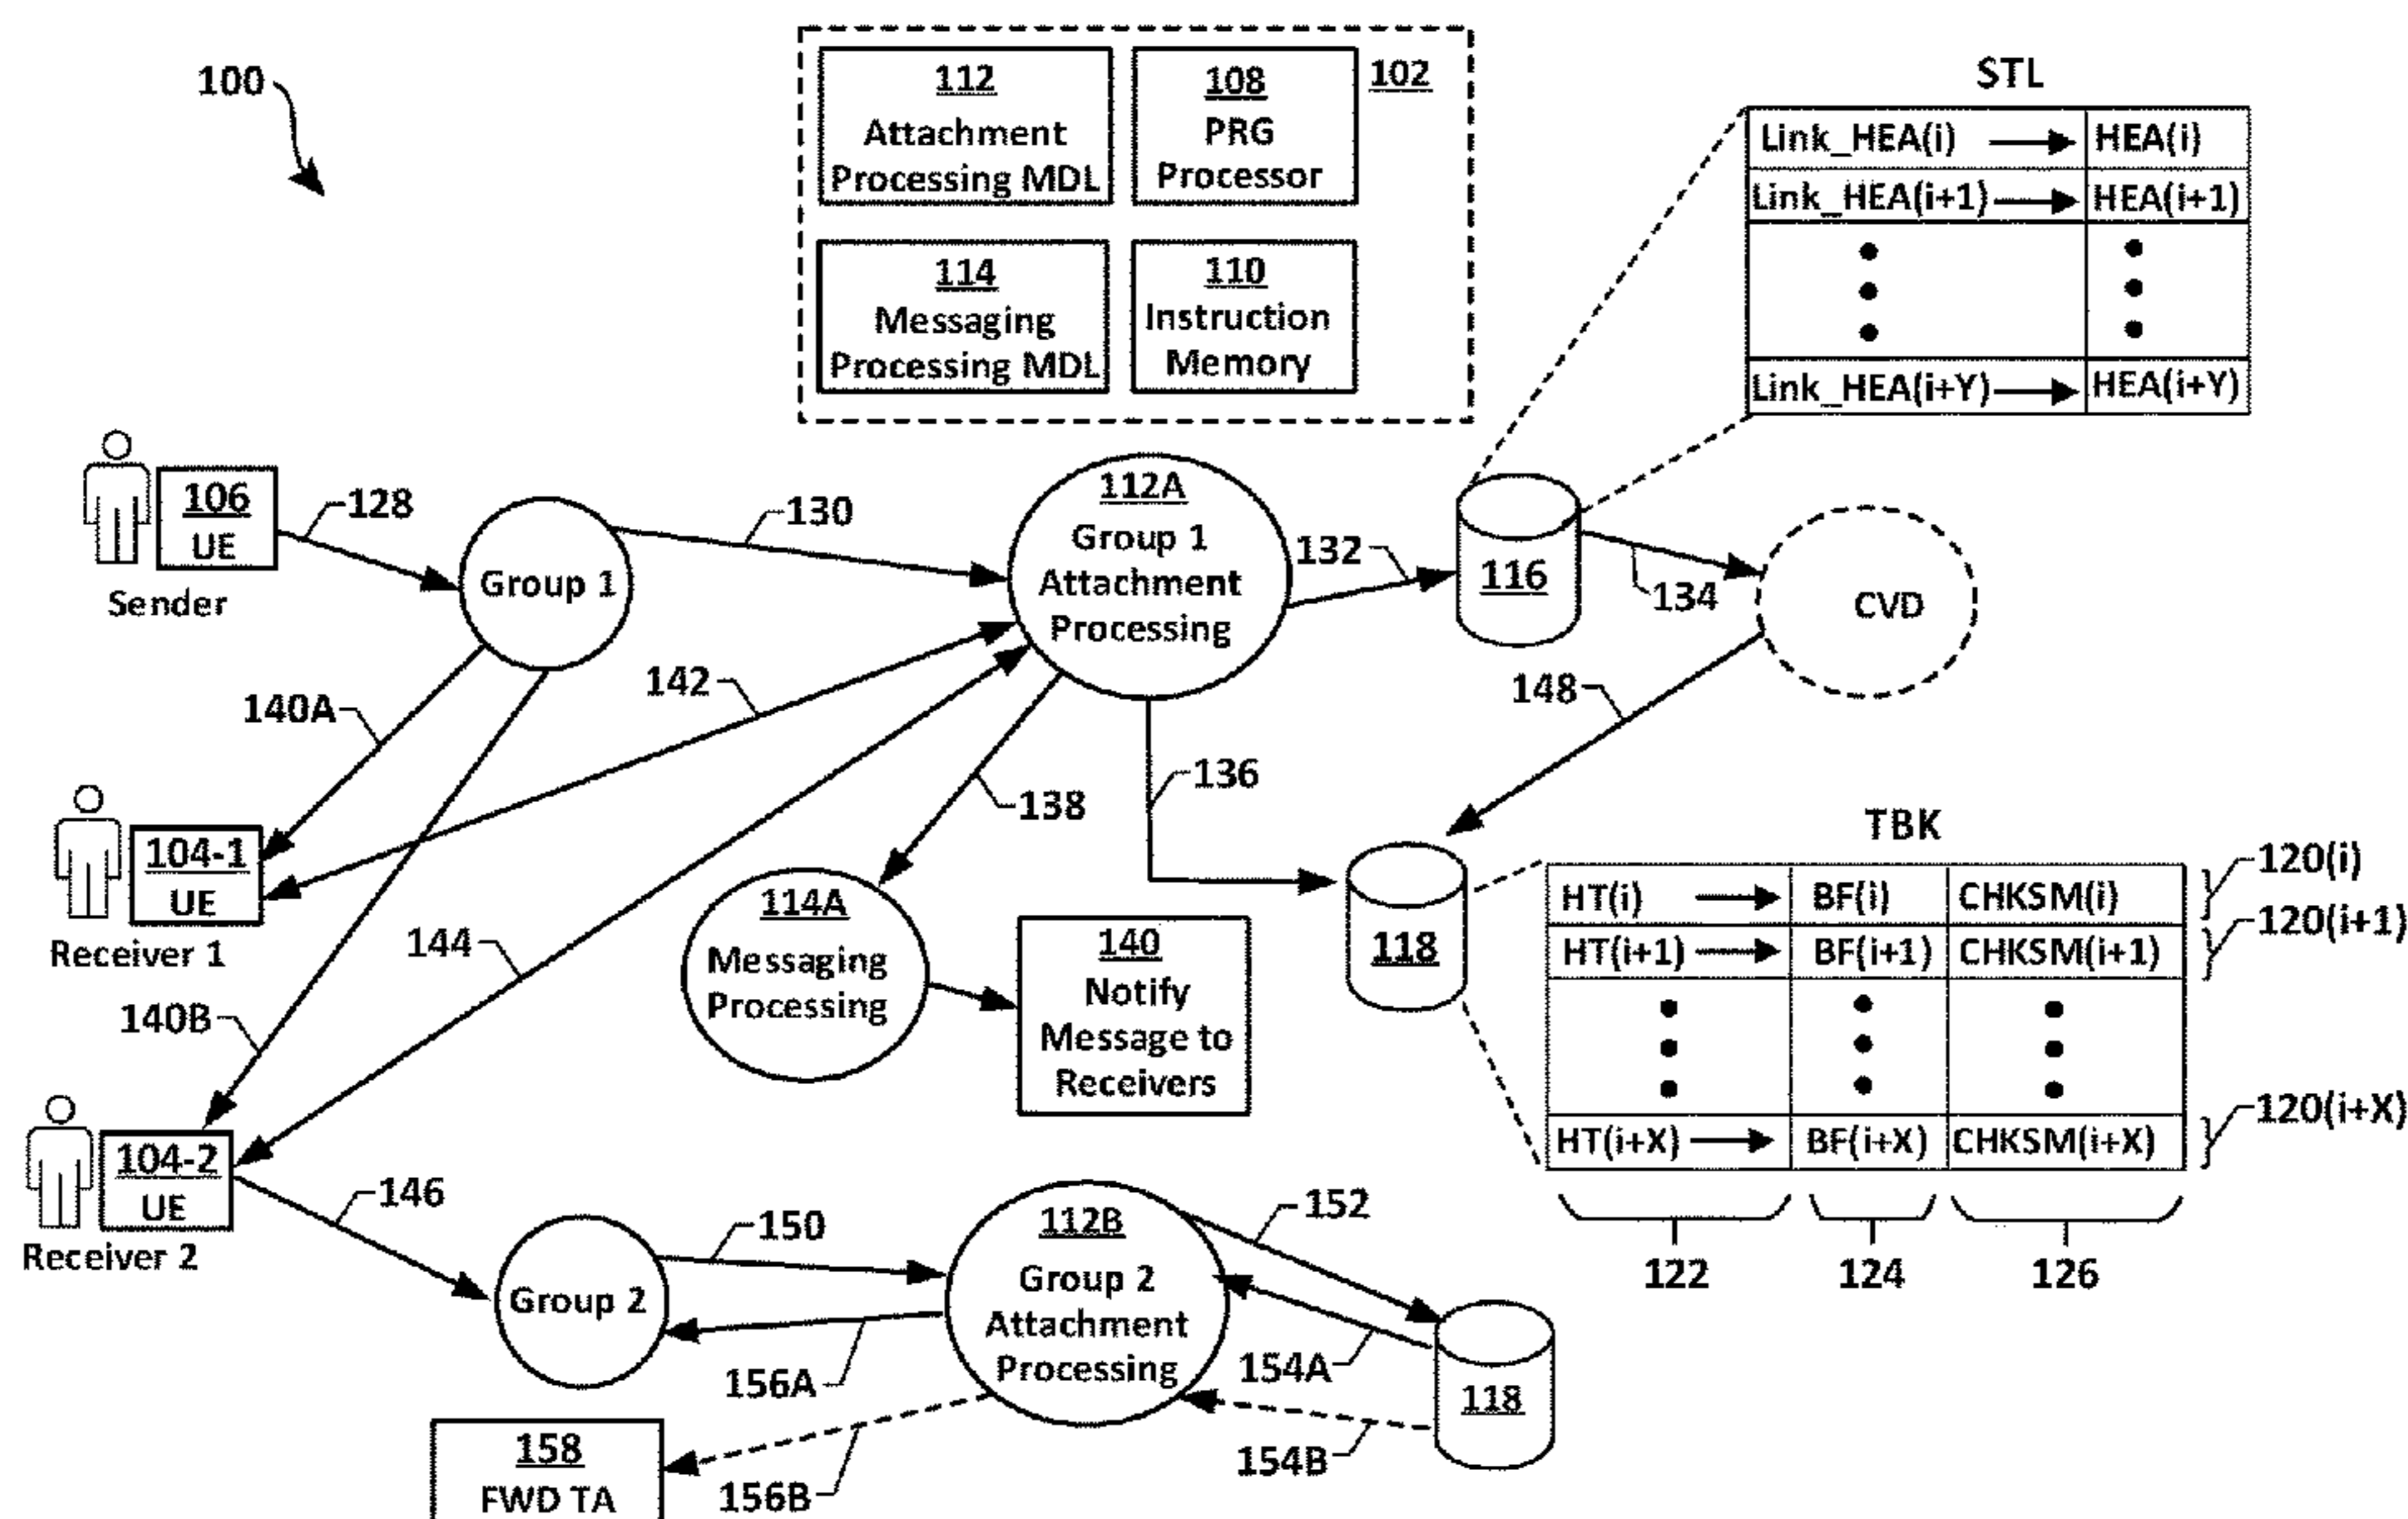 100
112
Attachment
Processing MDL
108
PRG
Processor
102
114
Messaging
Processing MDL
110
Instruction
Memory
STL
Link_HEA(i) HEA(i)
Link_HEA(i+1) HEA(i+1)
Link_HEA(i+Y) HEA(i+Y)
106
UE
Sender
128
Group 1
130
112A
Group 1
Attachment
Processing
132
116
134
CVD
140A
142
138
136
148
104-1
UE
Receiver 1
144
140B
114A
Messaging
Processing
140
Notify
Message to
Receivers
118
TBK
HT(i) BF(i) CHKSM(i)
HT(i+1) BF(i+1) CHKSM(i+1)
HT(i+X) BF(i+X) CHKSM(i+X)
120(i)
120(i+1)
120(i+X)
122
124
126
104-2
UE
Receiver 2
146
Group 2
150
112B
Group 2
Attachment
Processing
152
154A
154B
118
156A
156B
158
FWD TA